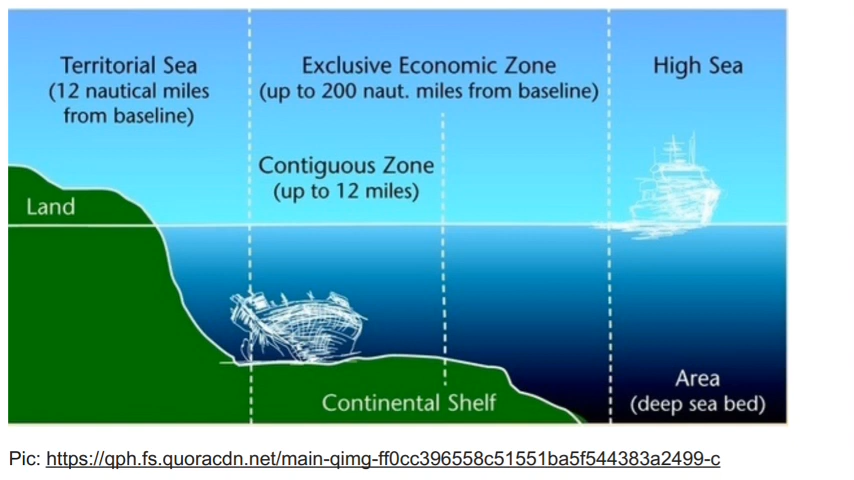 Territorial Sea
(12 nautical miles
from baseline)
Exclusive Economic Zone
(up to 200 naut. miles from baseline)
High Sea
Contiguous Zone
(up to 12 miles)
Land
Continental Shelf
Area
(deep sea bed)
Pic: https://qph.fs.quoracdn.net/main-qimg-ff0cc396558c51551ba5f544383a2499-c